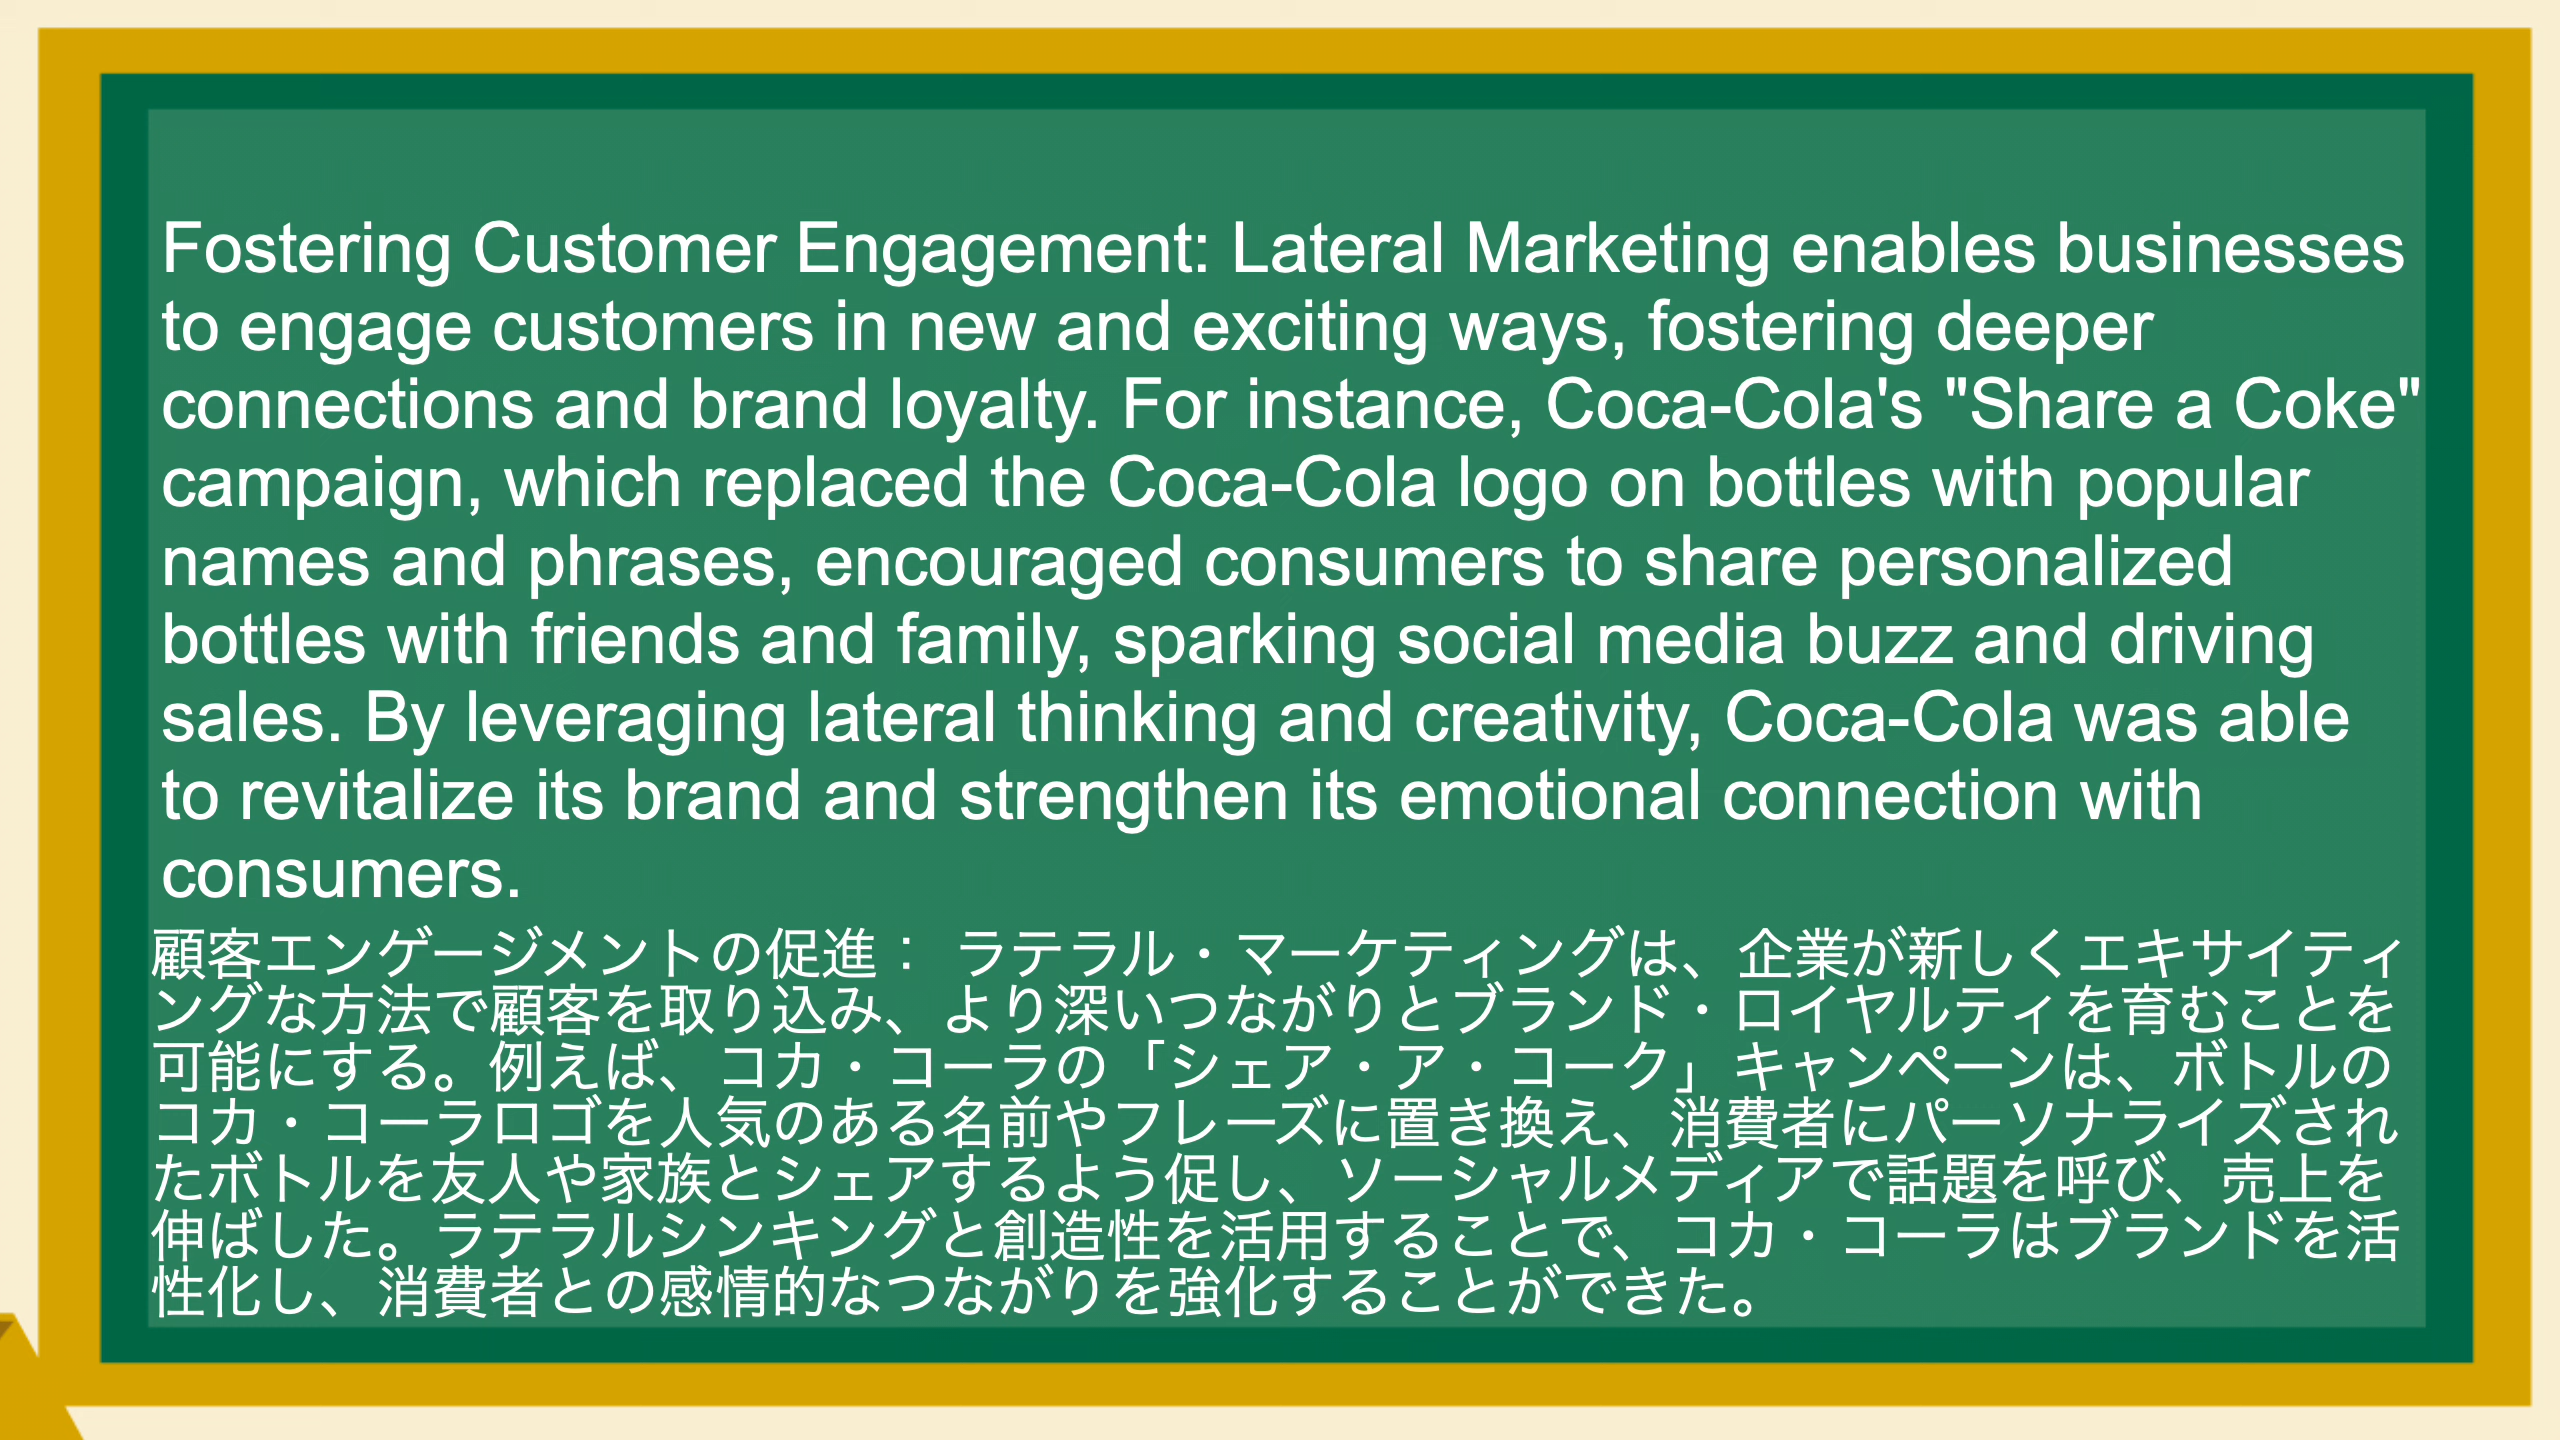 Fostering Customer Engagement: Lateral Marketing enables businesses
to engage customers in new and exciting ways, fostering deeper
connections and brand loyalty. For instance, Coca-Cola's "Share a Coke"
campaign, which replaced the Coca-Cola logo on bottles with popular
names and phrases, encouraged consumers to share personalized
bottles with friends and family, sparking social media buzz and driving
sales. By leveraging lateral thinking and creativity, Coca-Cola was able
to revitalize its brand and strengthen its emotional connection with
consumers.
顧客エンゲージメントの促進： ラテラル・マーケティングは、企業が新しくエキサイティ
ングな方法で顧客を取り込み、より深いつながりとブランド・ロイヤルティを育むことを
可能にする。例えば、コカ・コーラの「シェア・ア・コーク」キャンペーンは、ボトルの
コカ・コーラロゴを人気のある名前やフレーズに置き換え、消費者にパーソナライズされ
たボトルを友人や家族とシェアするよう促し、ソーシャルメディアで話題を呼び、売上を
伸ばした。ラテラルシンキングと創造性を活用することで、コカ・コーラはブランドを活
性化し、消費者との感情的なつながりを強化することができた。